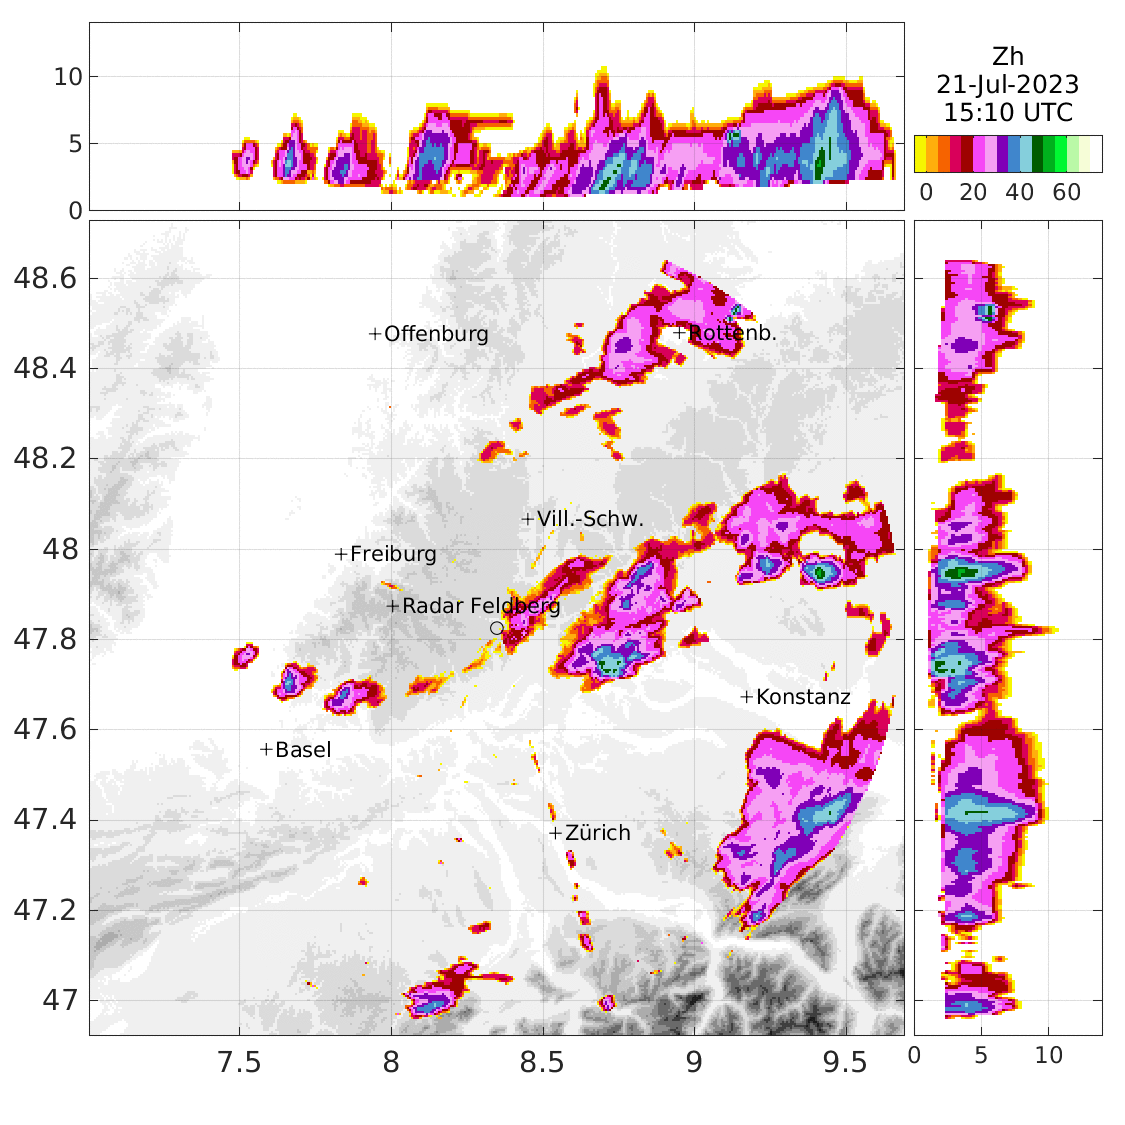 10
5
0
Zh
21-Jul-2023
15:10 UTC
0 20 40 60
48.6
48.4
48.2
48
47.8
47.6
47.4
47.2
47
+Offenburg
+Rottenb.
+Vill.-Schw.
+Freiburg
+Radar Feldberg
+Konstanz
+Basel
+Zürich
7.5 8 8.5 9 9.5
0 5 10